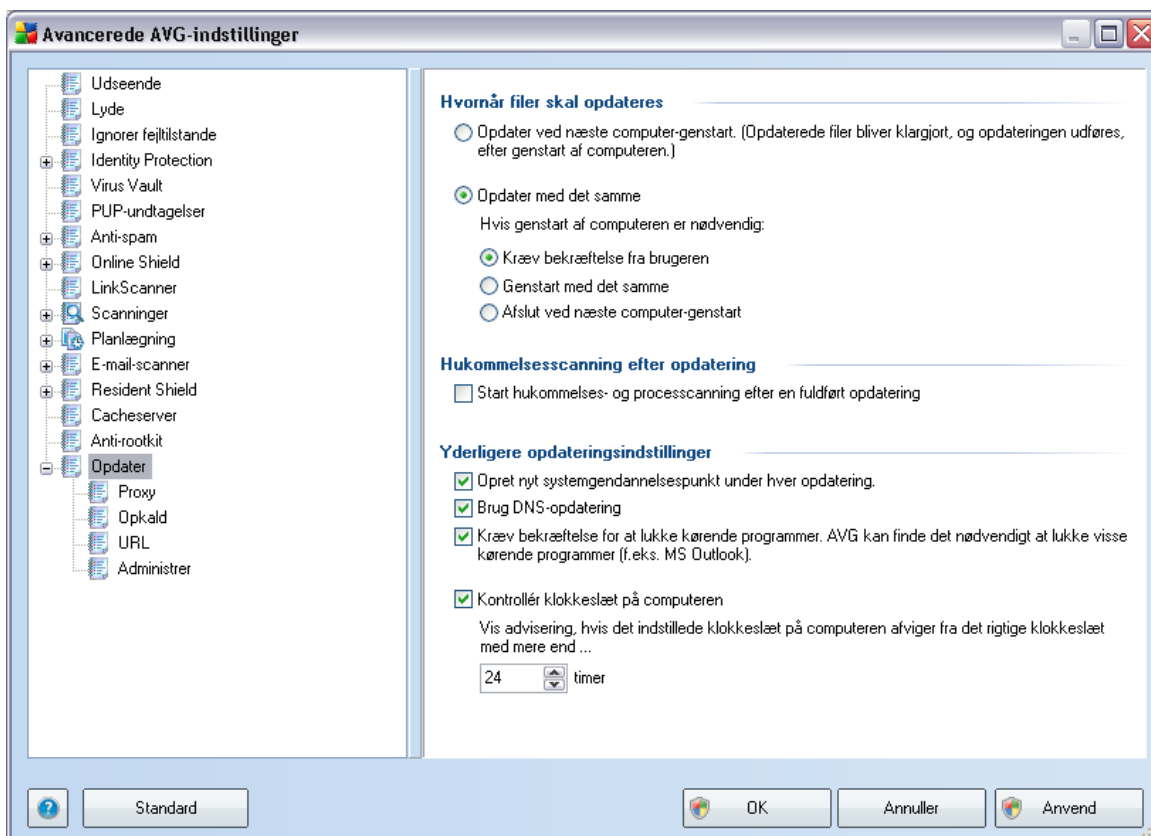 Avancerede AVG-indstillinger
Udseende
Lyde
Ignorer fejltilstande
Identity Protection
Virus Vault
PUP-undtagelser
Anti-spam
Online Shield
LinkScanner
Scanninger
Planlægning
E-mail-scanner
Resident Shield
Cacheserver
Anti-rootkit
Opdater
Proxy
Opkald
URL
Administrer
Hvornår filer skal opdateres
Opdater ved næste computer-genstart. (Opdaterede filer bliver klargjort, og opdateringen udføres,
efter genstart af computeren.)
Opdater med det samme
Hvis genstart af computeren er nødvendig:
Kræv bekræftelse fra brugeren
Genstart med det samme
Afslut ved næste computer-genstart
Hukommelsesscanning efter opdatering
Start hukommelses- og processcanning efter en fuldført opdatering
Yderligere opdateringsindstillinger
Opret nyt systemgendannelsespunkt under hver opdatering.
Brug DNS-opdatering
Kræv bekræftelse for at lukke kørende programmer. AVG kan finde det nødvendigt at lukke visse
kørende programmer (f.eks. MS Outlook).
Kontrollér klokkeslæt på computeren
Vis advisering, hvis det indstillede klokkeslæt på computeren afviger fra det rigtige klokkeslæt
med mere end ...
24 timer
Standard
OK
Annuller
Anvend